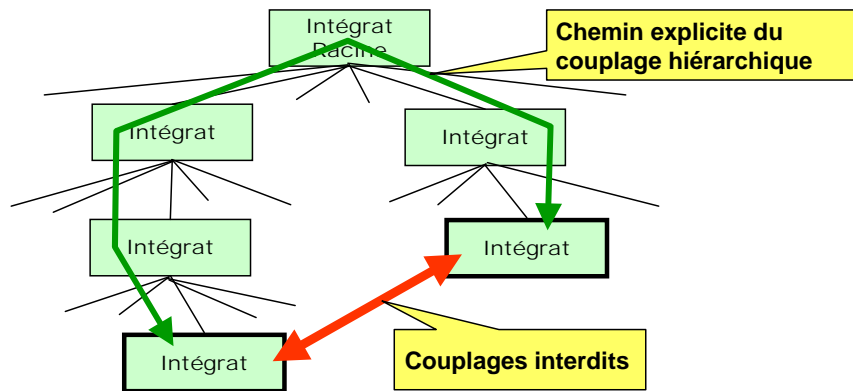 Intégrat
Racine
Chemin explicite du
couplage hiérarchique
Intégrat
Intégrat
Intégrat
Intégrat
Intégrat
Couplages interdits